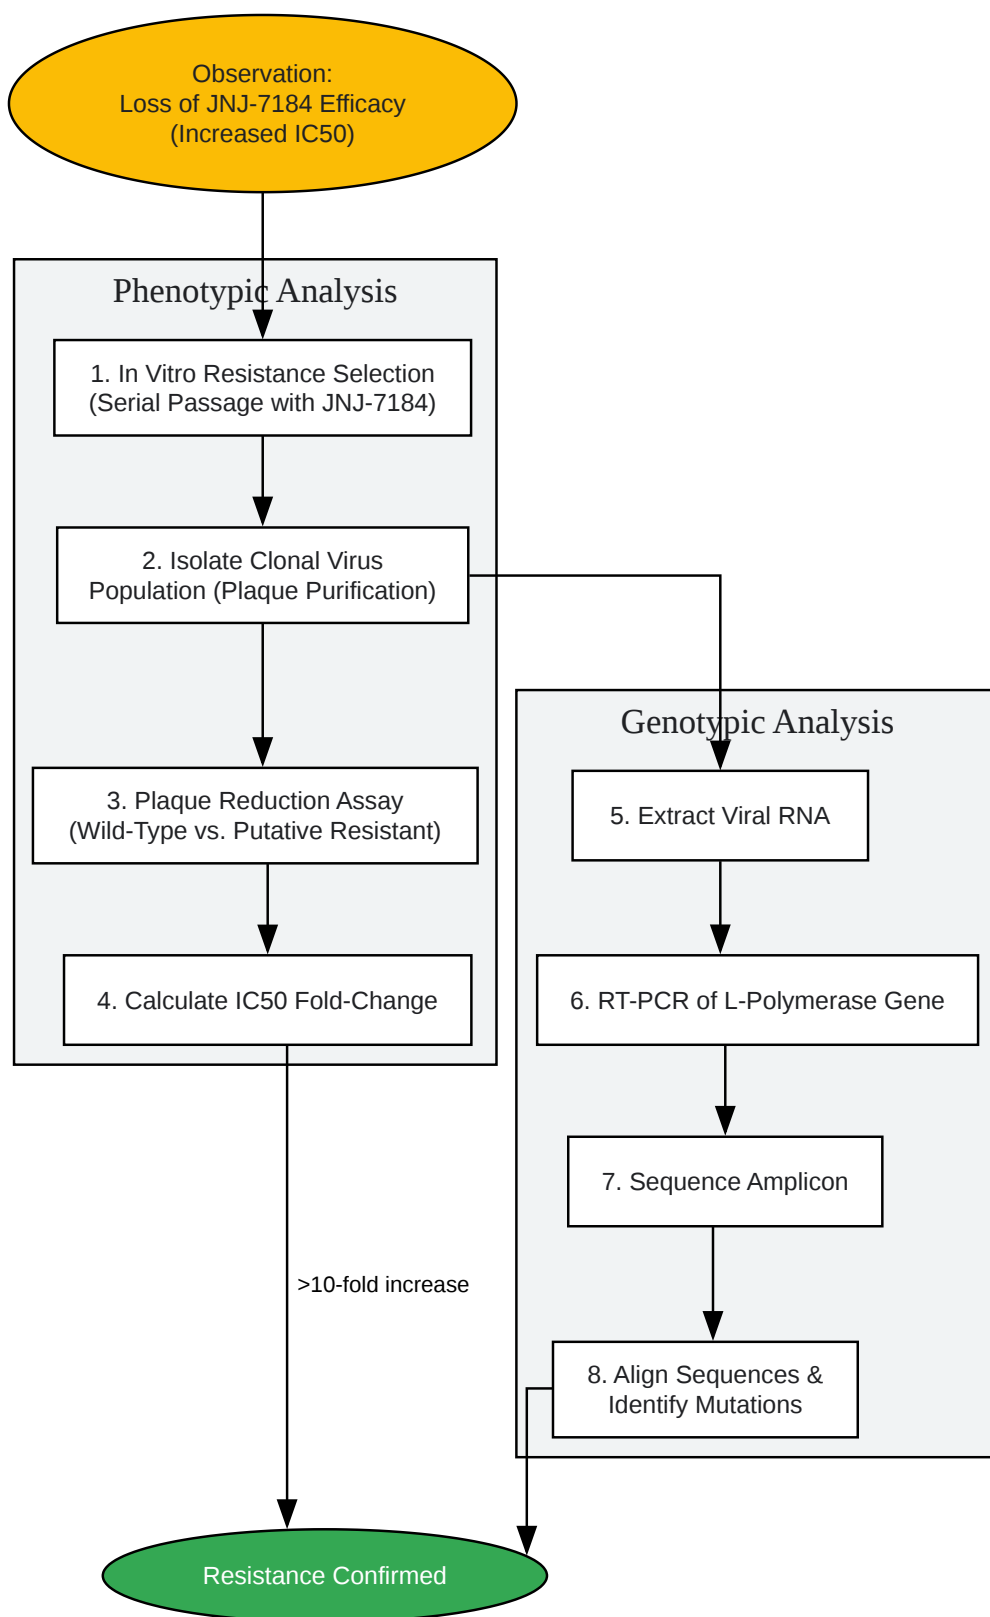 Observation:
Loss of JNJ-7184 Efficacy
(Increased IC50)
Phenotypic Analysis
1. In Vitro Resistance Selection
(Serial Passage with JNJ-7184)
2. Isolate Clonal Virus
Population (Plaque Purification)
3. Plaque Reduction Assay
(Wild-Type vs. Putative Resistant)
4. Calculate IC50 Fold-Change
Genotypic Analysis
5. Extract Viral RNA
6. RT-PCR of L-Polymerase Gene
7. Sequence Amplicon
8. Align Sequences &
Identify Mutations
>10-fold increase
Resistance Confirmed